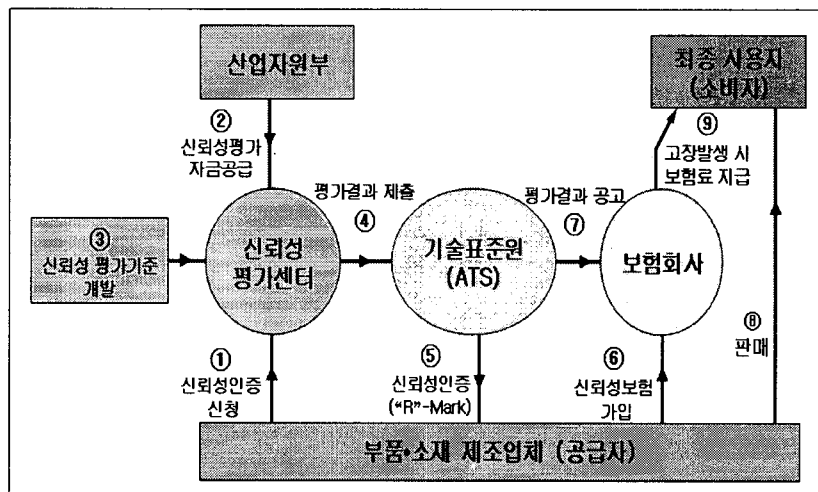 산업자원부
최종 사용자
(소비자)
②
신뢰성평가
자금공급
⑨
고장발생 시
보험료 지급
평가결과 제출
④
평가결과 공고
⑦
③
신뢰성 평가기준
개발
신뢰성
평가센터
기술표준원
(ATS)
보험회사
⑧
판매
①
신뢰성인증
신청
⑤
신뢰성인증
("R"-Mark)
⑥
신뢰성보험
가입
부품·소재 제조업체 (공급자)